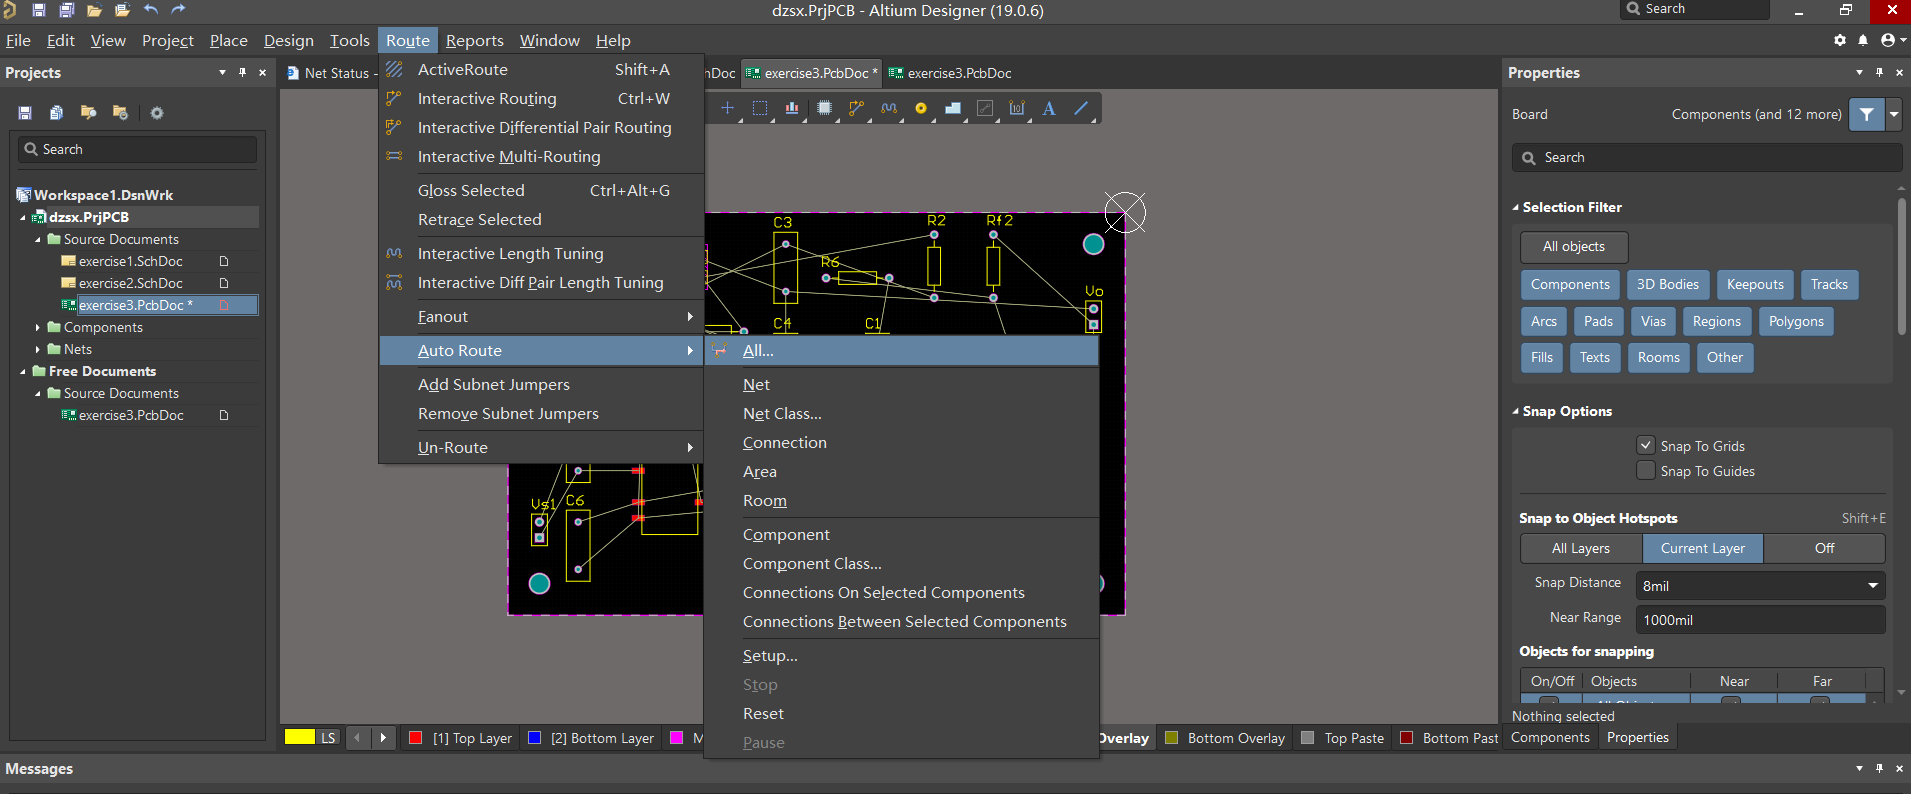 dzsx.PrjPCB - Altium Designer (19.0.6)
Search
File Edit View Project Place Design Tools Route Reports Window Help
Projects
Search
Workspace1.DsnWrk
dzsx.PrjPCB
Source Documents
exercise1.SchDoc
exercise2.SchDoc
exercise3.PcbDoc *
Components
Nets
Free Documents
Source Documents
exercise3.PcbDoc
Net Status -
hDoc
exercise3.PcbDoc *
exercise3.PcbDoc
ActiveRoute Shift+A
Interactive Routing Ctrl+W
Interactive Differential Pair Routing
Interactive Multi-Routing
Gloss Selected Ctrl+Alt+G
Retrace Selected
Interactive Length Tuning
Interactive Diff Pair Length Tuning
Fanout
Auto Route
Add Subnet Jumpers
Remove Subnet Jumpers
Un-Route
All...
Net
Net Class...
Connection
Area
Room
Component
Component Class...
Connections On Selected Components
Connections Between Selected Components
Setup...
Stop
Reset
Pause
C3
R2
Rf2
R6
Vo
C4
C1
Vs1
C6
LS
[1] Top Layer
[2] Bottom Layer
M
Overlay
Bottom Overlay
Top Paste
Bottom Past
Properties
Board Components (and 12 more)
Search
Selection Filter
All objects
Components 3D Bodies Keepouts Tracks
Arcs Pads Vias Regions Polygons
Fills Texts Rooms Other
Snap Options
Snap To Grids
Snap To Guides
Snap to Object Hotspots Shift+E
All Layers Current Layer Off
Snap Distance 8mil
Near Range 1000mil
Objects for snapping
On/Off Objects Near Far
Nothing selected
Components Properties
Messages